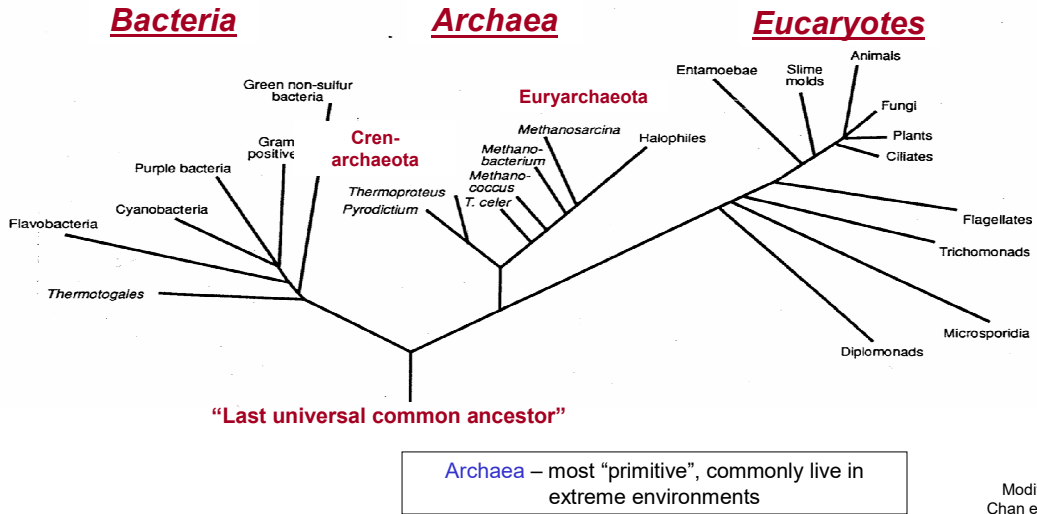 Bacteria
Archaea
Eucaryotes
Green non-sulfur
bacteria
Gram
positive
Purple bacteria
Cyanobacteria
Flavobacteria
Thermotogales
Cren-
archaeota
Thermoproteus
Pyrodictium
Euryarchaeota
Methanosarcina
Methano-
bacterium
Methano-
coccus
T. celer
Halophiles
Entamoebae
Slime
molds
Animals
Fungi
Plants
Ciliates
Flagellates
Trichomonads
Microsporidia
Diplomonads
“Last universal common ancestor”
Archaea – most “primitive”, commonly live in
extreme environments
Modi
Chan e